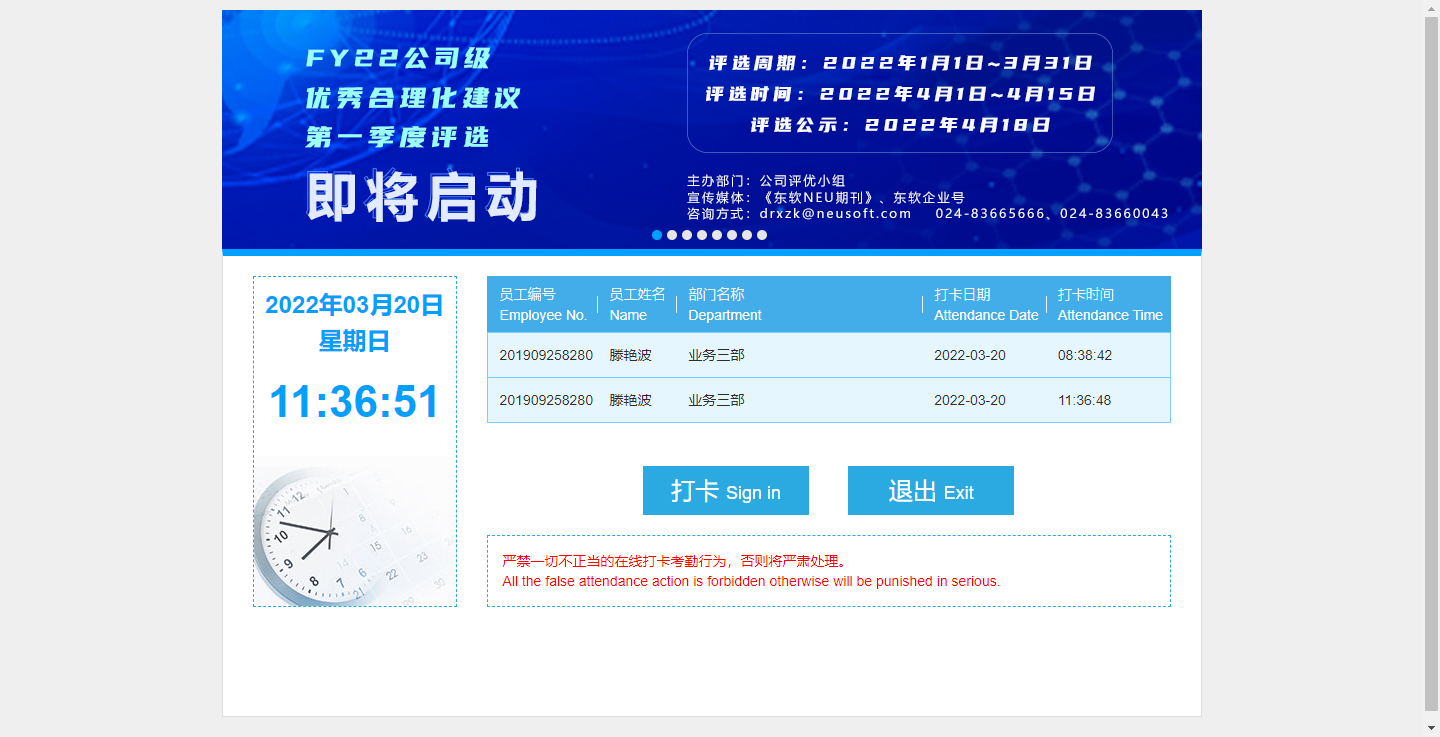 FY22公司级
优秀合理化建议
第一季度评选
即将启动
评选周期：2022年1月1日~3月31日
评选时间：2022年4月1日~4月15日
评选公示：2022年4月18日
主办部门：公司评优小组
宣传媒体：《东软NEU期刊》、东软企业号
咨询方式：drxzk@neusoft.com 024-83665666、024-83660043
2022年03月20日
星期日
11:36:51
员工编号 员工姓名 部门名称 打卡日期 打卡时间
Employee No. Name Department Attendance Date Attendance Time
201909258280 滕艳波 业务三部 2022-03-20 08:38:42
201909258280 滕艳波 业务三部 2022-03-20 11:36:48
打卡 Sign in 退出 Exit
严禁一切不正当的在线打卡考勤行为，否则将严肃处理。
All the false attendance action is forbidden otherwise will be punished in serious.